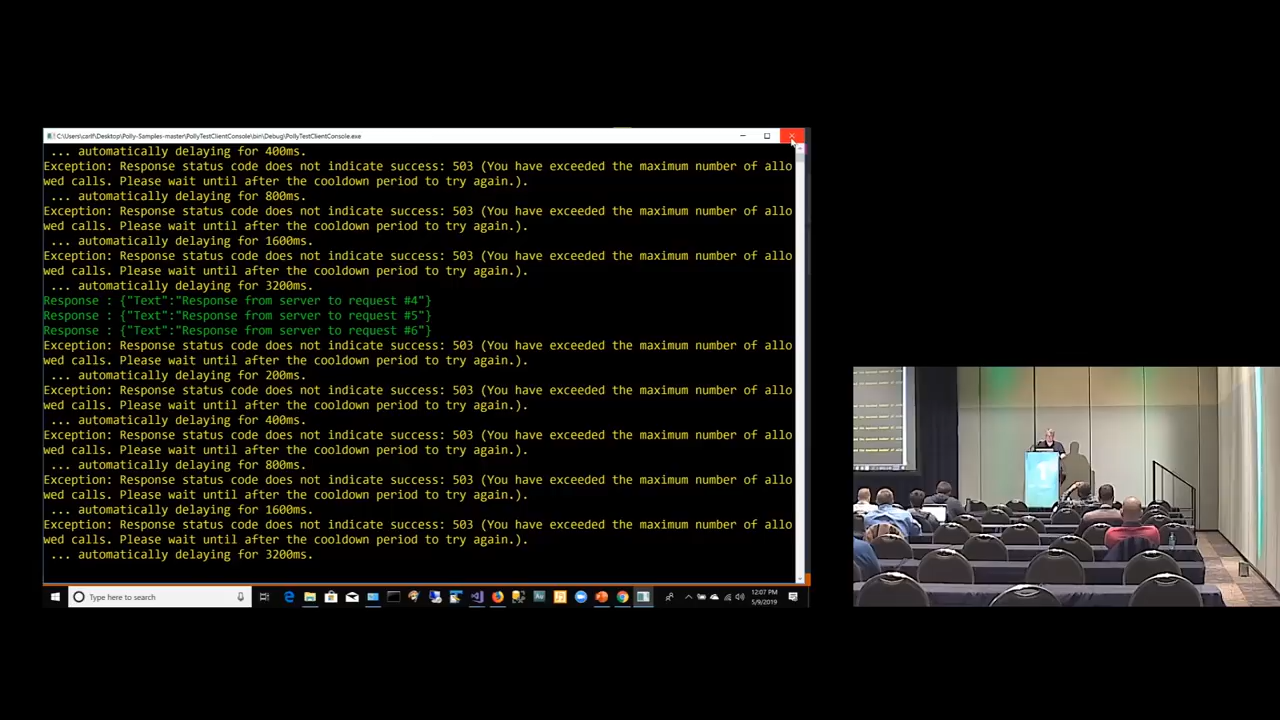 C:\Users\carlf\Desktop\Polly-Samples-master\PollyTestClientConsole\bin\Debug\PollyTestClientConsole.exe
... automatically delaying for 400ms.
Exception: Response status code does not indicate success: 503 (You have exceeded the maximum number of allo
wed calls. Please wait until after the cooldown period to try again.).
... automatically delaying for 800ms.
Exception: Response status code does not indicate success: 503 (You have exceeded the maximum number of allo
wed calls. Please wait until after the cooldown period to try again.).
... automatically delaying for 1600ms.
Exception: Response status code does not indicate success: 503 (You have exceeded the maximum number of allo
wed calls. Please wait until after the cooldown period to try again.).
... automatically delaying for 3200ms.
Response : {"Text":"Response from server to request #4"}
Response : {"Text":"Response from server to request #5"}
Response : {"Text":"Response from server to request #6"}
Exception: Response status code does not indicate success: 503 (You have exceeded the maximum number of allo
wed calls. Please wait until after the cooldown period to try again.).
... automatically delaying for 200ms.
Exception: Response status code does not indicate success: 503 (You have exceeded the maximum number of allo
wed calls. Please wait until after the cooldown period to try again.).
... automatically delaying for 400ms.
Exception: Response status code does not indicate success: 503 (You have exceeded the maximum number of allo
wed calls. Please wait until after the cooldown period to try again.).
... automatically delaying for 800ms.
Exception: Response status code does not indicate success: 503 (You have exceeded the maximum number of allo
wed calls. Please wait until after the cooldown period to try again.).
... automatically delaying for 1600ms.
Exception: Response status code does not indicate success: 503 (You have exceeded the maximum number of allo
wed calls. Please wait until after the cooldown period to try again.).
... automatically delaying for 3200ms.
Type here to search
Au
12:07 PM
5/9/2019